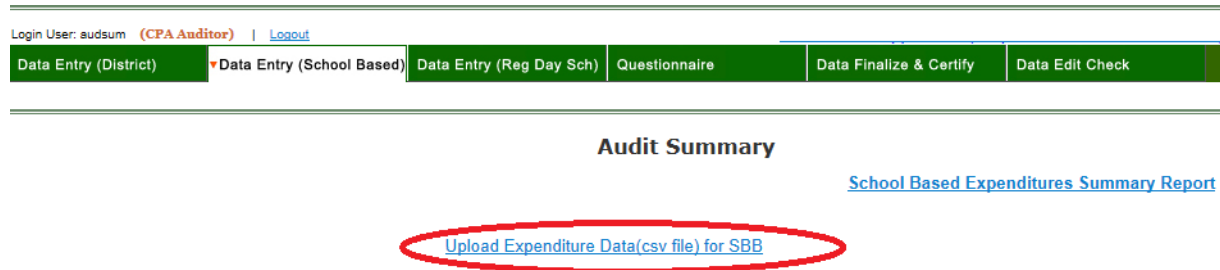 Login User: audsum (CPA Auditor) | Logout
Data Entry (District) ▼Data Entry (School Based) Data Entry (Reg Day Sch) Questionnaire Data Finalize & Certify Data Edit Check
Audit Summary
School Based Expenditures Summary Report
Upload Expenditure Data(csv file) for SBB